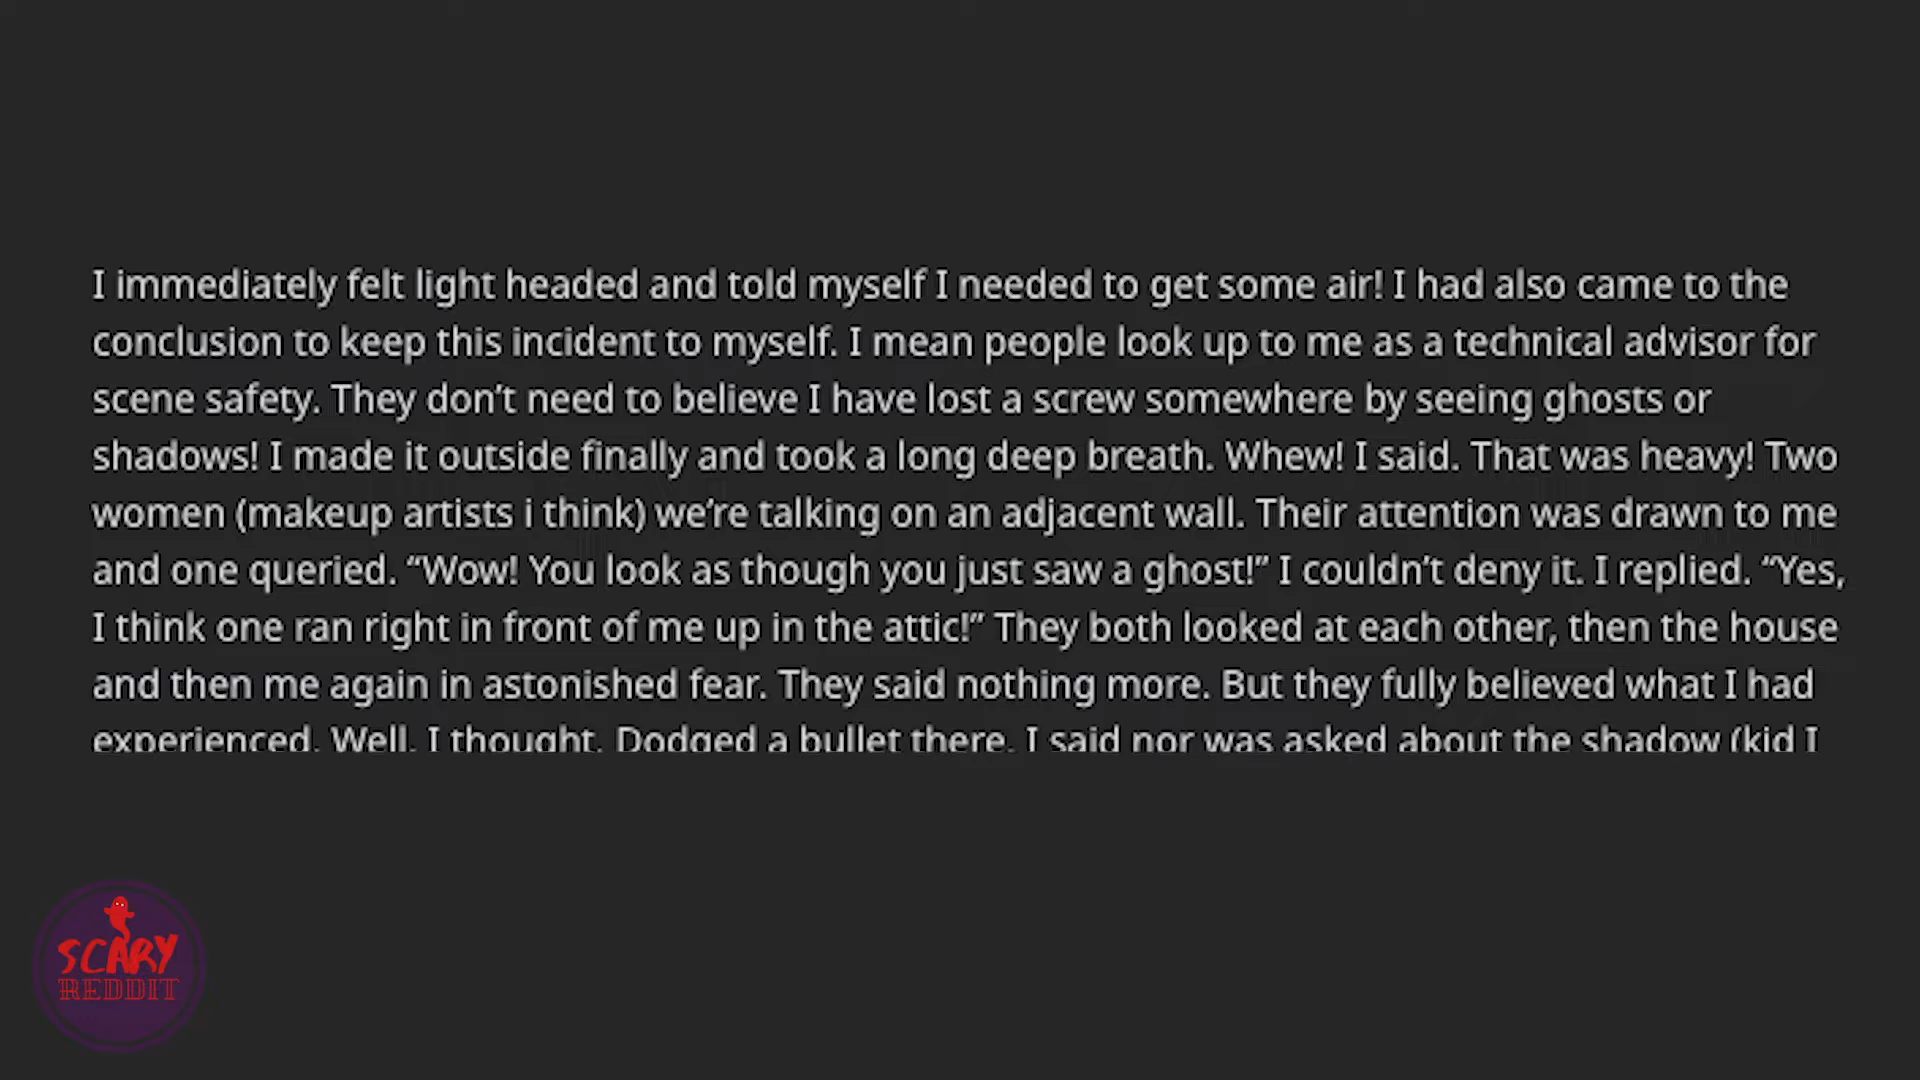 I immediately felt light headed and told myself I needed to get some air! I had also came to the
conclusion to keep this incident to myself. I mean people look up to me as a technical advisor for
scene safety. They don’t need to believe I have lost a screw somewhere by seeing ghosts or
shadows! I made it outside finally and took a long deep breath. Whew! I said. That was heavy! Two
women (makeup artists i think) we’re talking on an adjacent wall. Their attention was drawn to me
and one queried. “Wow! You look as though you just saw a ghost!” I couldn’t deny it. I replied. “Yes,
I think one ran right in front of me up in the attic!” They both looked at each other, then the house
and then me again in astonished fear. They said nothing more. But they fully believed what I had
experienced. Well, I thought. Dodged a bullet there. I said nor was asked about the shadow (kid I
SCARY
REDDIT